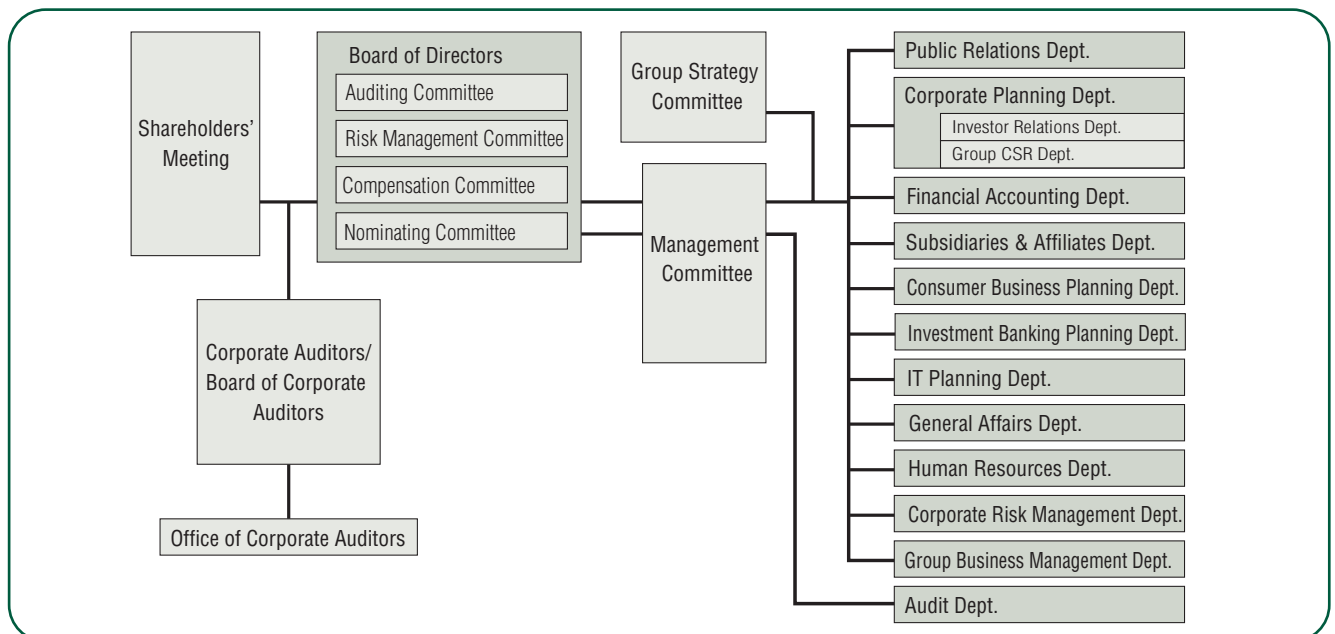 Shareholders'
Meeting
Board of Directors
Auditing Committee
Risk Management Committee
Compensation Committee
Nominating Committee
Corporate Auditors/
Board of Corporate
Auditors
Office of Corporate Auditors
Group Strategy
Committee
Management
Committee
Public Relations Dept.
Corporate Planning Dept.
Investor Relations Dept.
Group CSR Dept.
Financial Accounting Dept.
Subsidiaries & Affiliates Dept.
Consumer Business Planning Dept.
Investment Banking Planning Dept.
IT Planning Dept.
General Affairs Dept.
Human Resources Dept.
Corporate Risk Management Dept.
Group Business Management Dept.
Audit Dept.